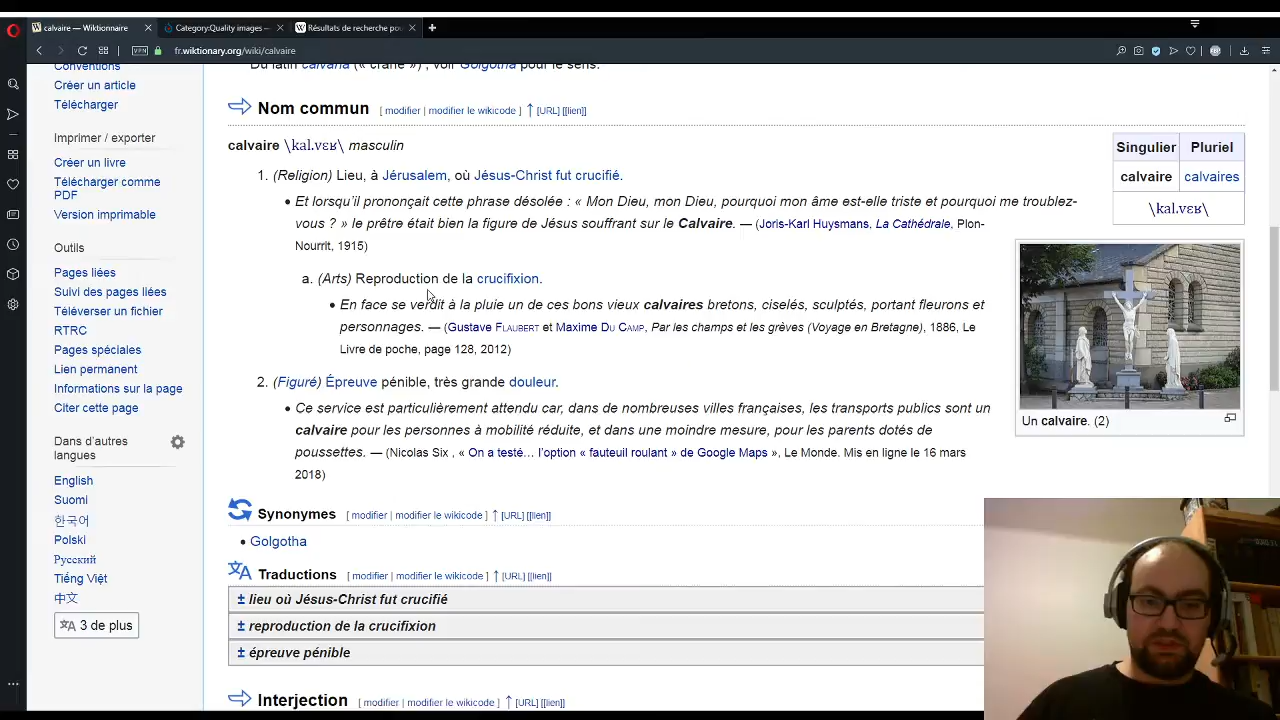 calvaire — Wiktionnaire
Category:Quality images —
Résultats de recherche po
VPN
fr.wiktionary.org/wiki/calvaire
Conventions
Créer un article
Télécharger
Imprimer / exporter
Créer un livre
Télécharger comme
PDF
Version imprimable
Outils
Pages liées
Suivi des pages liées
Téléverser un fichier
RTRC
Pages spéciales
Lien permanent
Informations sur la page
Citer cette page
Dans d'autres
langues
English
Suomi
한국어
Polski
Русский
Tiếng Việt
中文
3 de plus
Du latin calvaria (« crâne ») ; voir Golgotha pour le sens.
Nom commun [ modifier | modifier le wikicode ] ↑ [URL] [[lien]]
calvaire \kal.vɛʁ\ masculin
1. (Religion) Lieu, à Jérusalem, où Jésus-Christ fut crucifié.
• Et lorsqu'il prononçait cette phrase désolée : « Mon Dieu, mon Dieu, pourquoi mon âme est-elle triste et pourquoi me troublez-
vous ? » le prêtre était bien la figure de Jésus souffrant sur le Calvaire. — (Joris-Karl Huysmans, La Cathédrale, Plon-
Nourrit, 1915)
a. (Arts) Reproduction de la crucifixion.
• En face se verdit à la pluie un de ces bons vieux calvaires bretons, ciselés, sculptés, portant fleurons et
personnages. — (Gustave Flaubert et Maxime Du Camp, Par les champs et les grèves (Voyage en Bretagne), 1886, Le
Livre de poche, page 128, 2012)
2. (Figuré) Épreuve pénible, très grande douleur.
• Ce service est particulièrement attendu car, dans de nombreuses villes françaises, les transports publics sont un
calvaire pour les personnes à mobilité réduite, et dans une moindre mesure, pour les parents dotés de
poussettes. — (Nicolas Six , « On a testé… l'option « fauteuil roulant » de Google Maps », Le Monde. Mis en ligne le 16 mars
2018)
Synonymes [ modifier | modifier le wikicode ] ↑ [URL] [[lien]]
• Golgotha
Traductions [ modifier | modifier le wikicode ] ↑ [URL] [[lien]]
± lieu où Jésus-Christ fut crucifié
± reproduction de la crucifixion
± épreuve pénible
Interjection [ modifier | modifier le wikicode ] ↑ [URL] [[lien]]
Singulier Pluriel
calvaire calvaires
\kal.vɛʁ\
Un calvaire. (2)